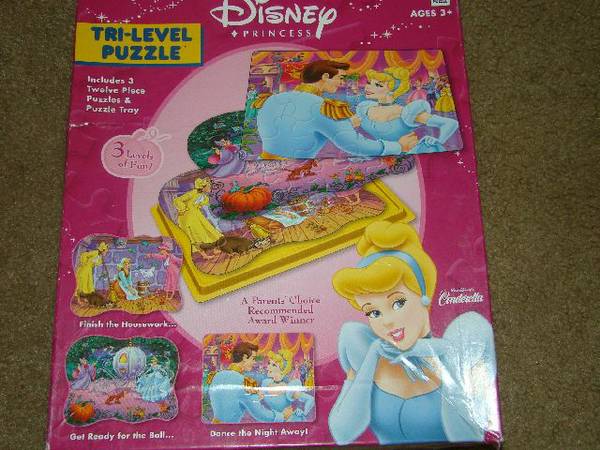 Disney
PRINCESS
AGES 3+
TRI-LEVEL
PUZZLE
Includes 3
Twelve Piece
Puzzles &
Puzzle Tray
3 Levels
of Fun!
A Parents' Choice
Recommended
Award Winner
Cinderella
Finish the Housework...
Get Ready for the Ball...
Dance the Night Away!